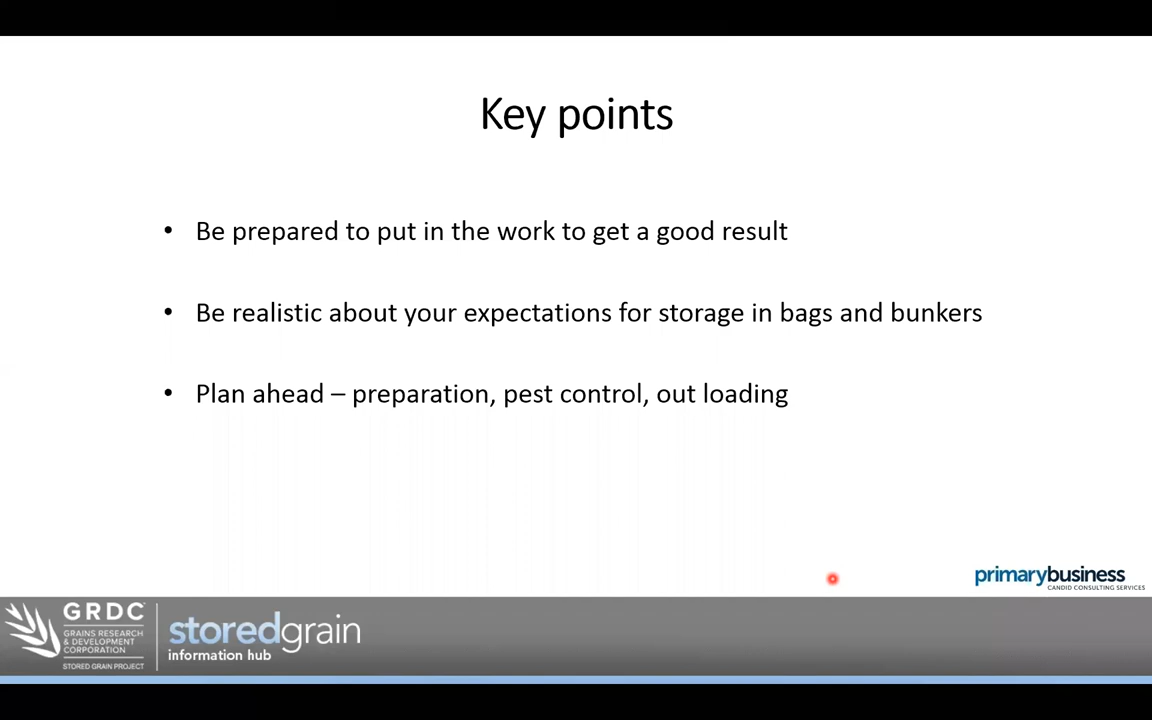 Key points
• Be prepared to put in the work to get a good result
• Be realistic about your expectations for storage in bags and bunkers
• Plan ahead – preparation, pest control, out loading
primarybusiness
CANDID CONSULTING SERVICES
GRDC™
GRAINS RESEARCH
& DEVELOPMENT
CORPORATION
STORED GRAIN PROJECT
storedgrain
information hub